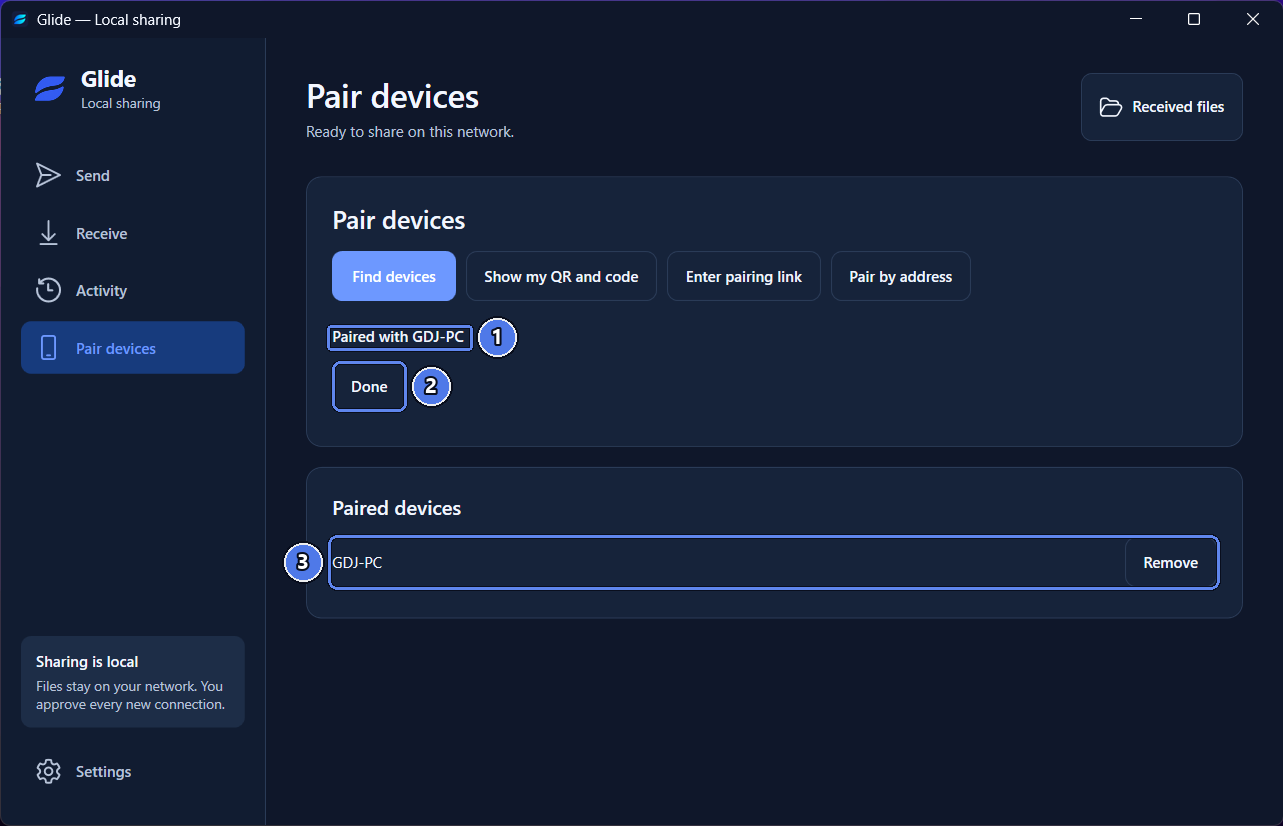 Glide — Local sharing
Glide
Local sharing
Send
Receive
Activity
Pair devices
Sharing is local
Files stay on your network. You
approve every new connection.
Settings
Pair devices
Ready to share on this network.
Received files
Pair devices
Find devices
Show my QR and code
Enter pairing link
Pair by address
Paired with GDJ-PC
1
Done
2
Paired devices
3
GDJ-PC
Remove